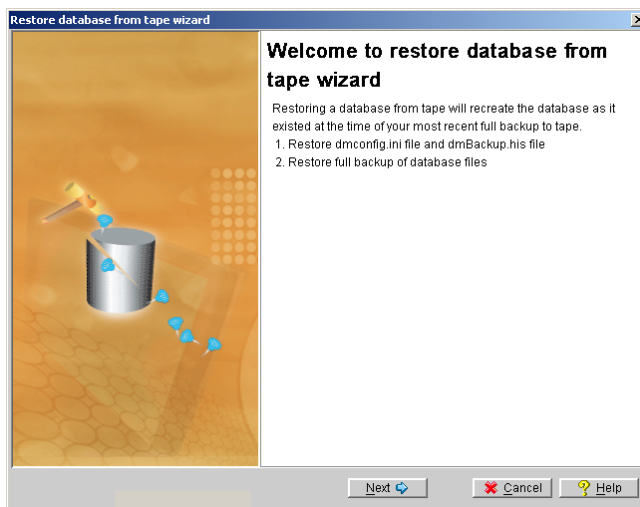 Restore database from tape wizard
Welcome to restore database from
tape wizard
Restoring a database from tape will recreate the database as it
existed at the time of your most recent full backup to tape.
1. Restore dmconfig.ini file and dmBackup.his file
2. Restore full backup of database files
Next
Cancel
Help